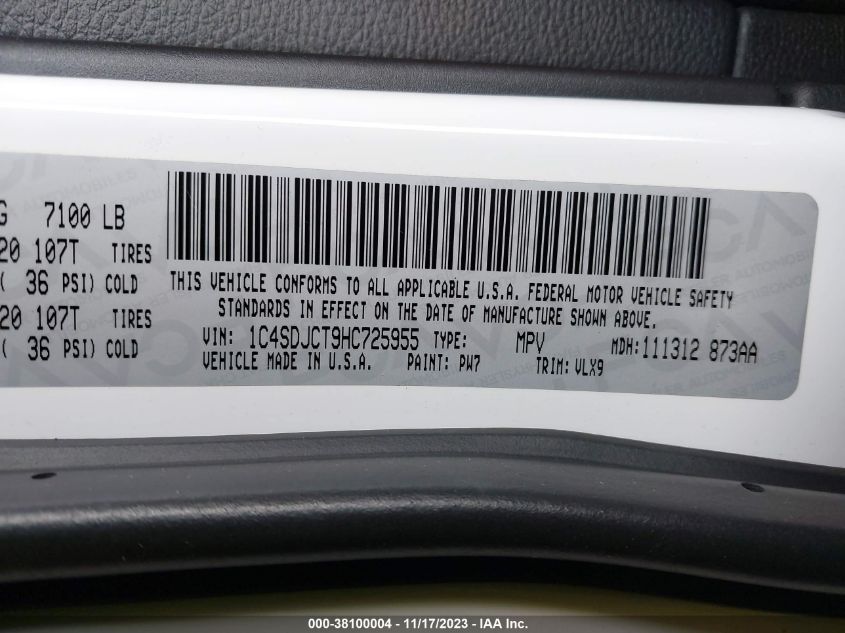 G 7100 LB
20 107T TIRES
( 36 PSI) COLD
20 107T TIRES
( 36 PSI) COLD
THIS VEHICLE CONFORMS TO ALL APPLICABLE U.S.A. FEDERAL MOTOR VEHICLE SAFETY
STANDARDS IN EFFECT ON THE DATE OF MANUFACTURE SHOWN ABOVE.
VIN: 1C4SDJCT9HC725955 TYPE: MPV MDH:111312 873AA
VEHICLE MADE IN U.S.A. PAINT: PW7 TRIM: VLX9
000-38100004 - 11/17/2023 - IAA Inc.